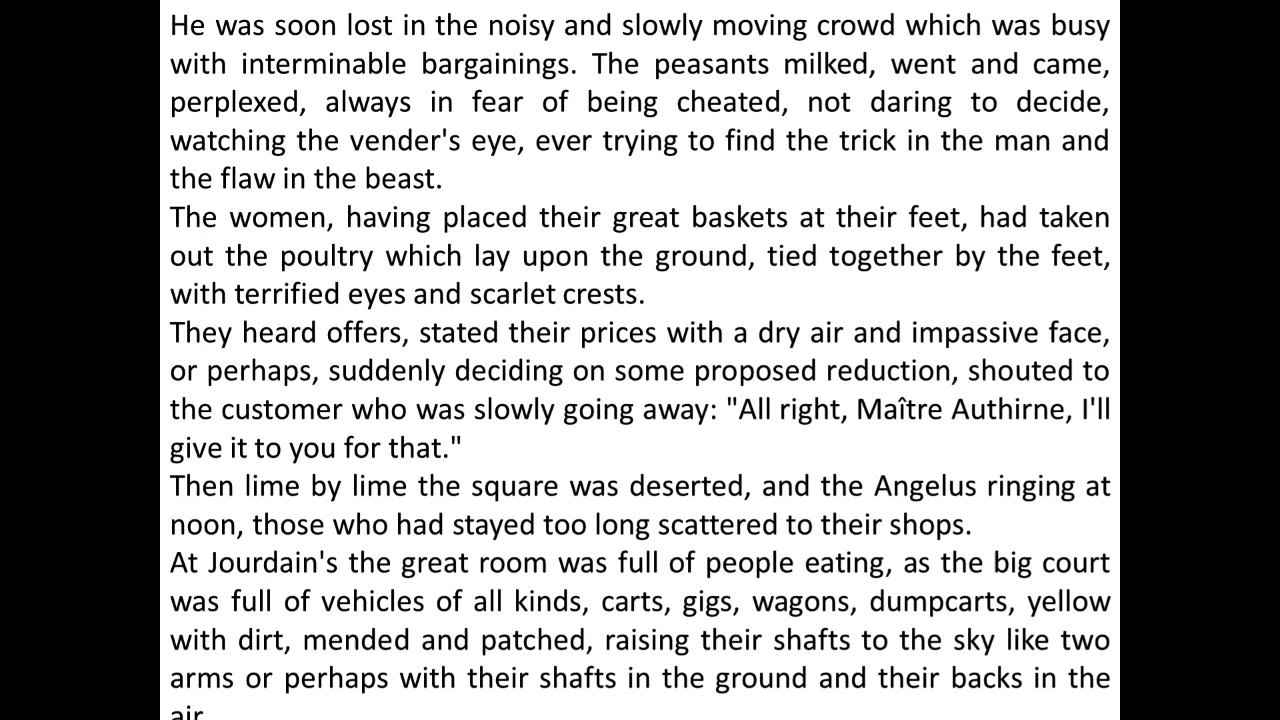 He was soon lost in the noisy and slowly moving crowd which was busy
with interminable bargainings. The peasants milked, went and came,
perplexed, always in fear of being cheated, not daring to decide,
watching the vender's eye, ever trying to find the trick in the man and
the flaw in the beast.
The women, having placed their great baskets at their feet, had taken
out the poultry which lay upon the ground, tied together by the feet,
with terrified eyes and scarlet crests.
They heard offers, stated their prices with a dry air and impassive face,
or perhaps, suddenly deciding on some proposed reduction, shouted to
the customer who was slowly going away: "All right, Maître Authirne, I'll
give it to you for that."
Then lime by lime the square was deserted, and the Angelus ringing at
noon, those who had stayed too long scattered to their shops.
At Jourdain's the great room was full of people eating, as the big court
was full of vehicles of all kinds, carts, gigs, wagons, dumpcarts, yellow
with dirt, mended and patched, raising their shafts to the sky like two
arms or perhaps with their shafts in the ground and their backs in the
air.